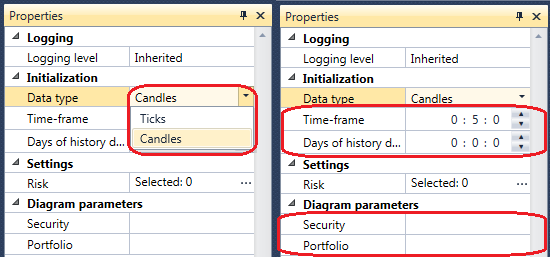 Properties
Logging
Logging level Inherited
Initialization
Data type Candles
Time-frame Ticks
Days of history d... Candles
Settings
Risk Selected: 0 ...
Diagram parameters
Security
Portfolio
Properties
Logging
Logging level Inherited
Initialization
Data type Candles
Time-frame 0 : 5 : 0
Days of history d... 0 : 0 : 0
Settings
Risk Selected: 0 ...
Diagram parameters
Security
Portfolio